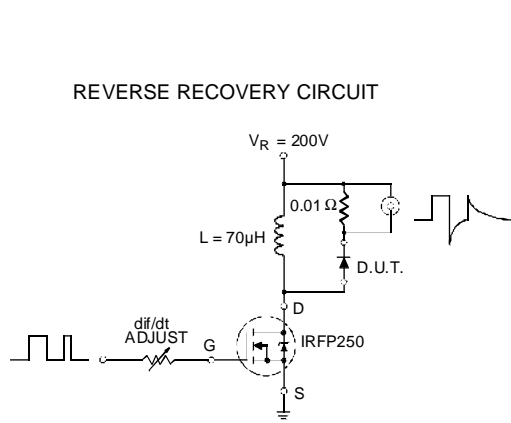 REVERSE RECOVERY CIRCUIT
VR = 200V
0.01 Ω
L = 70µH
D.U.T.
D
dif/dt
ADJUST
G
IRFP250
S